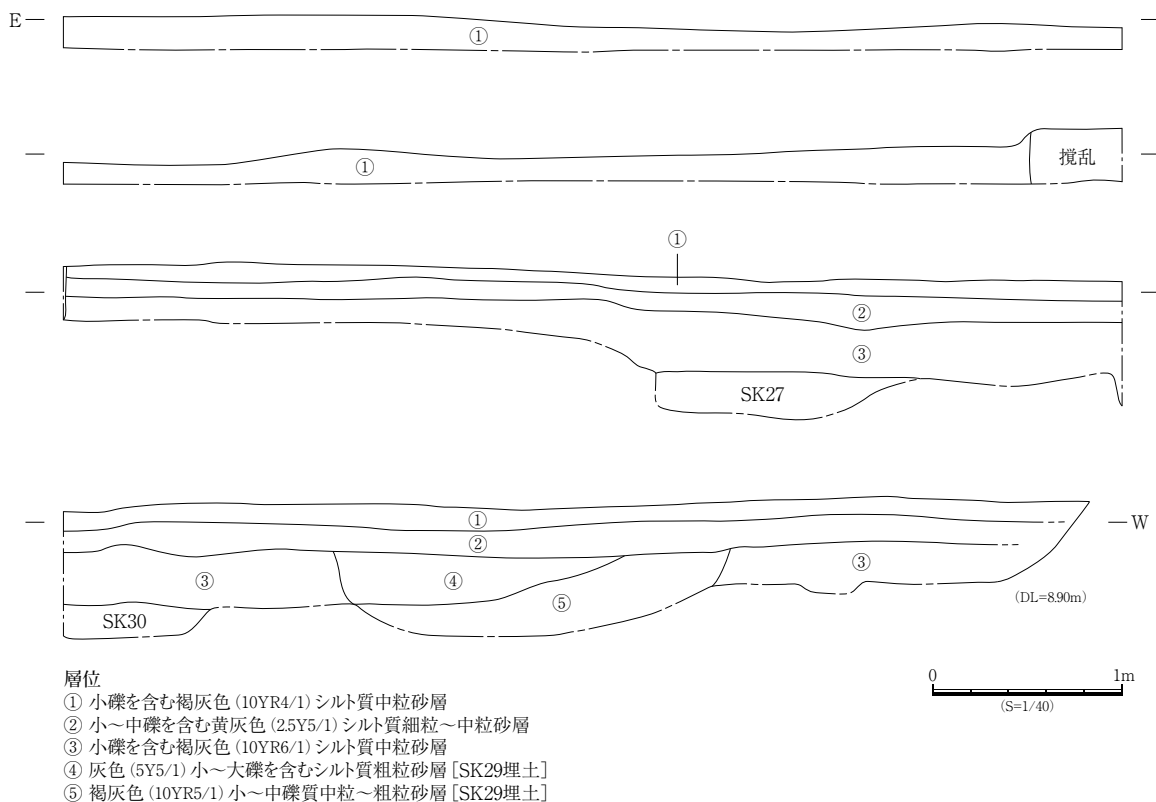 E
①
①
撹乱
①
②
③
SK27
①
W
②
③
④
③
⑤
(DL=8.90m)
SK30
層位
① 小礫を含む褐灰色(10YR4/1)シルト質中粒砂層
② 小～中礫を含む黄灰色(2.5Y5/1)シルト質細粒～中粒砂層
③ 小礫を含む褐灰色(10YR6/1)シルト質中粒砂層
④ 灰色(5Y5/1)小～大礫を含むシルト質粗粒砂層[SK29埋土]
⑤ 褐灰色(10YR5/1)小～中礫質中粒～粗粒砂層[SK29埋土]
0 1m
(S=1/40)